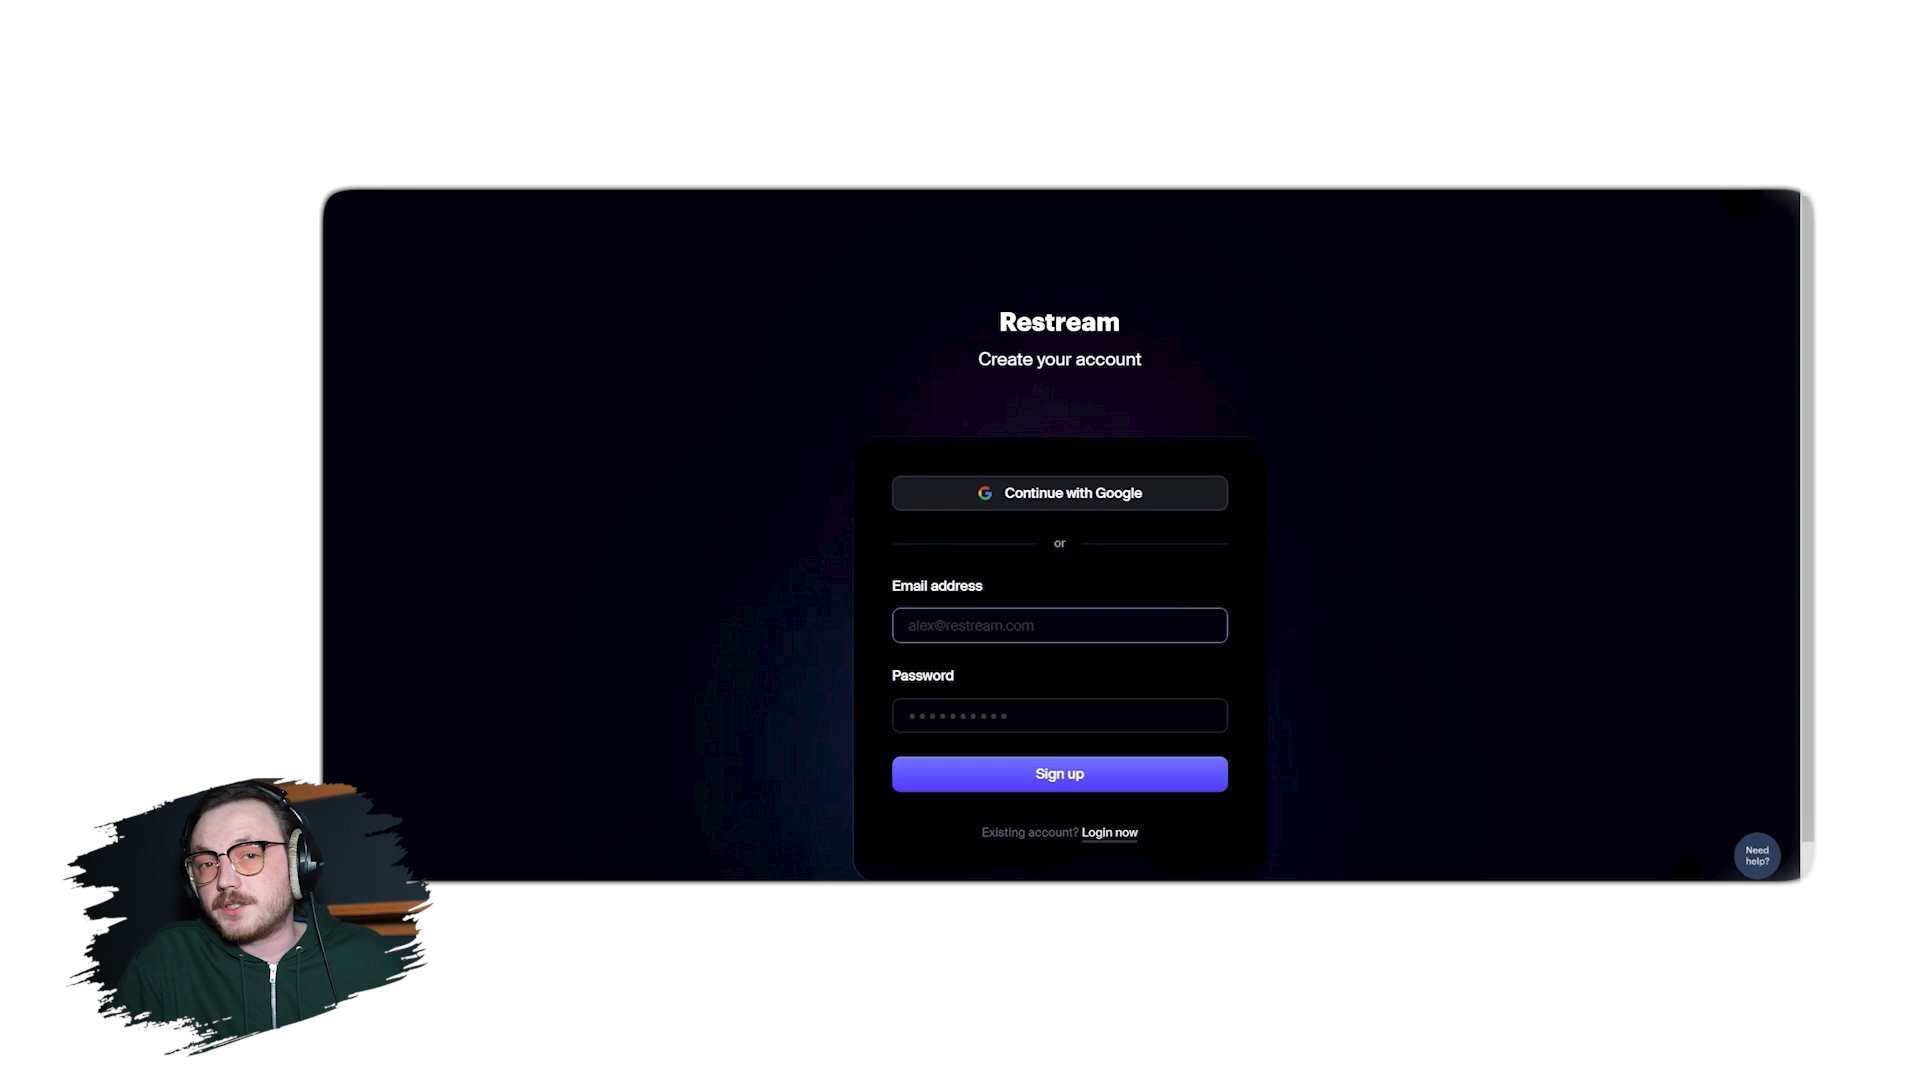 Restream
Create your account
Continue with Google
or
Email address
alex@restream.com
Password
Sign up
Existing account? Login now
Need
help?